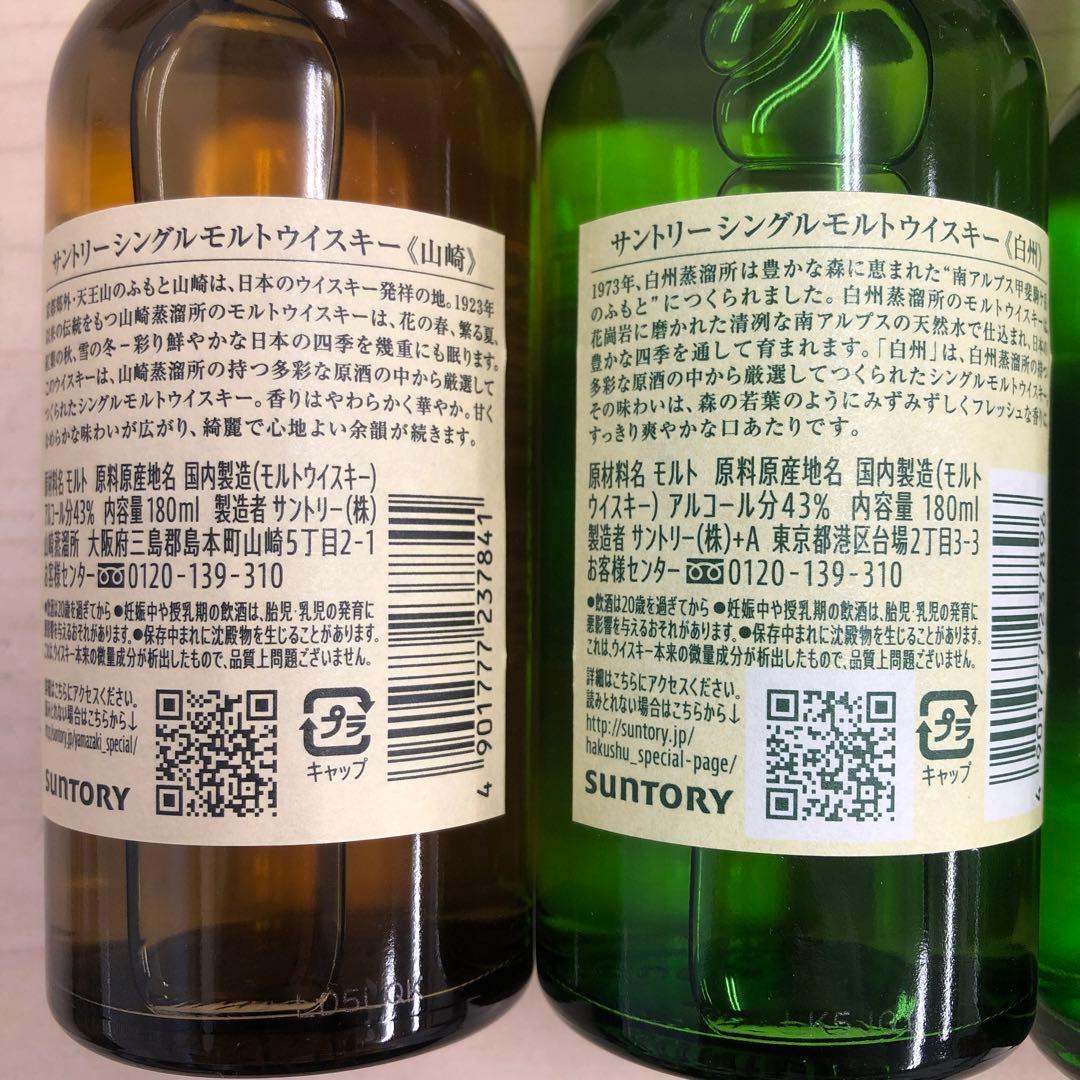 サントリーシングルモルトウイスキー《山崎》
都郊外・天王山のふもと山崎は、日本のウイスキー発祥の地。1923年
来の伝統をもつ山崎蒸溜所のモルトウイスキーは、花の春、繁る夏、
葉の秋、雪の冬－彩り鮮やかな日本の四季を幾重にも眠ります。
このウイスキーは、山崎蒸溜所の持つ多彩な原酒の中から厳選して
つくられたシングルモルトウイスキー。香りはやわらかく華やか。甘く
なめらかな味わいが広がり、綺麗で心地よい余韻が続きます。
原材料名 モルト 原料原産地名 国内製造(モルトウイスキー)
アルコール分43% 内容量180ml 製造者 サントリー(株)
山崎蒸溜所 大阪府三島郡島本町山崎5丁目2-1
お客様センター 0120-139-310
●飲酒は20歳を過ぎてから ●妊娠中や授乳期の飲酒は、胎児・乳児の発育に
悪影響を与えるおそれがあります。●保存中まれに沈殿物を生じることがあります。
これは、ウイスキー本来の微量成分が析出したもので、品質上問題ございません。
詳細はこちらにアクセスください。
読みとれない場合はこちらから↓
http://suntory.jp/yamazaki_special/
SUNTORY
プラ
キャップ
4 901777 237841
LD5LQK
サントリーシングルモルトウイスキー《白州》
1973年、白州蒸溜所は豊かな森に恵まれた“南アルプス甲斐駒ケ岳
のふもと”につくられました。白州蒸溜所のモルトウイスキーは、
花崗岩に磨かれた清冽な南アルプスの天然水で仕込まれ、日本の
豊かな四季を通して育まれます。「白州」は、白州蒸溜所の持つ
多彩な原酒の中から厳選してつくられたシングルモルトウイスキー
その味わいは、森の若葉のようにみずみずしくフレッシュな香りに
すっきり爽やかな口あたりです。
原材料名 モルト 原料原産地名 国内製造(モルト
ウイスキー) アルコール分43% 内容量180ml
製造者 サントリー(株)+A 東京都港区台場2丁目3-3
お客様センター 0120-139-310
●飲酒は20歳を過ぎてから ●妊娠中や授乳期の飲酒は、胎児・乳児の発育に
悪影響を与えるおそれがあります。●保存中まれに沈殿物を生じることがあります。
これは、ウイスキー本来の微量成分が析出したもので、品質上問題ございません。
詳細はこちらにアクセスください。
読みとれない場合はこちらから↓
http://suntory.jp/
hakushu_special-page/
SUNTORY
プラ
キャップ